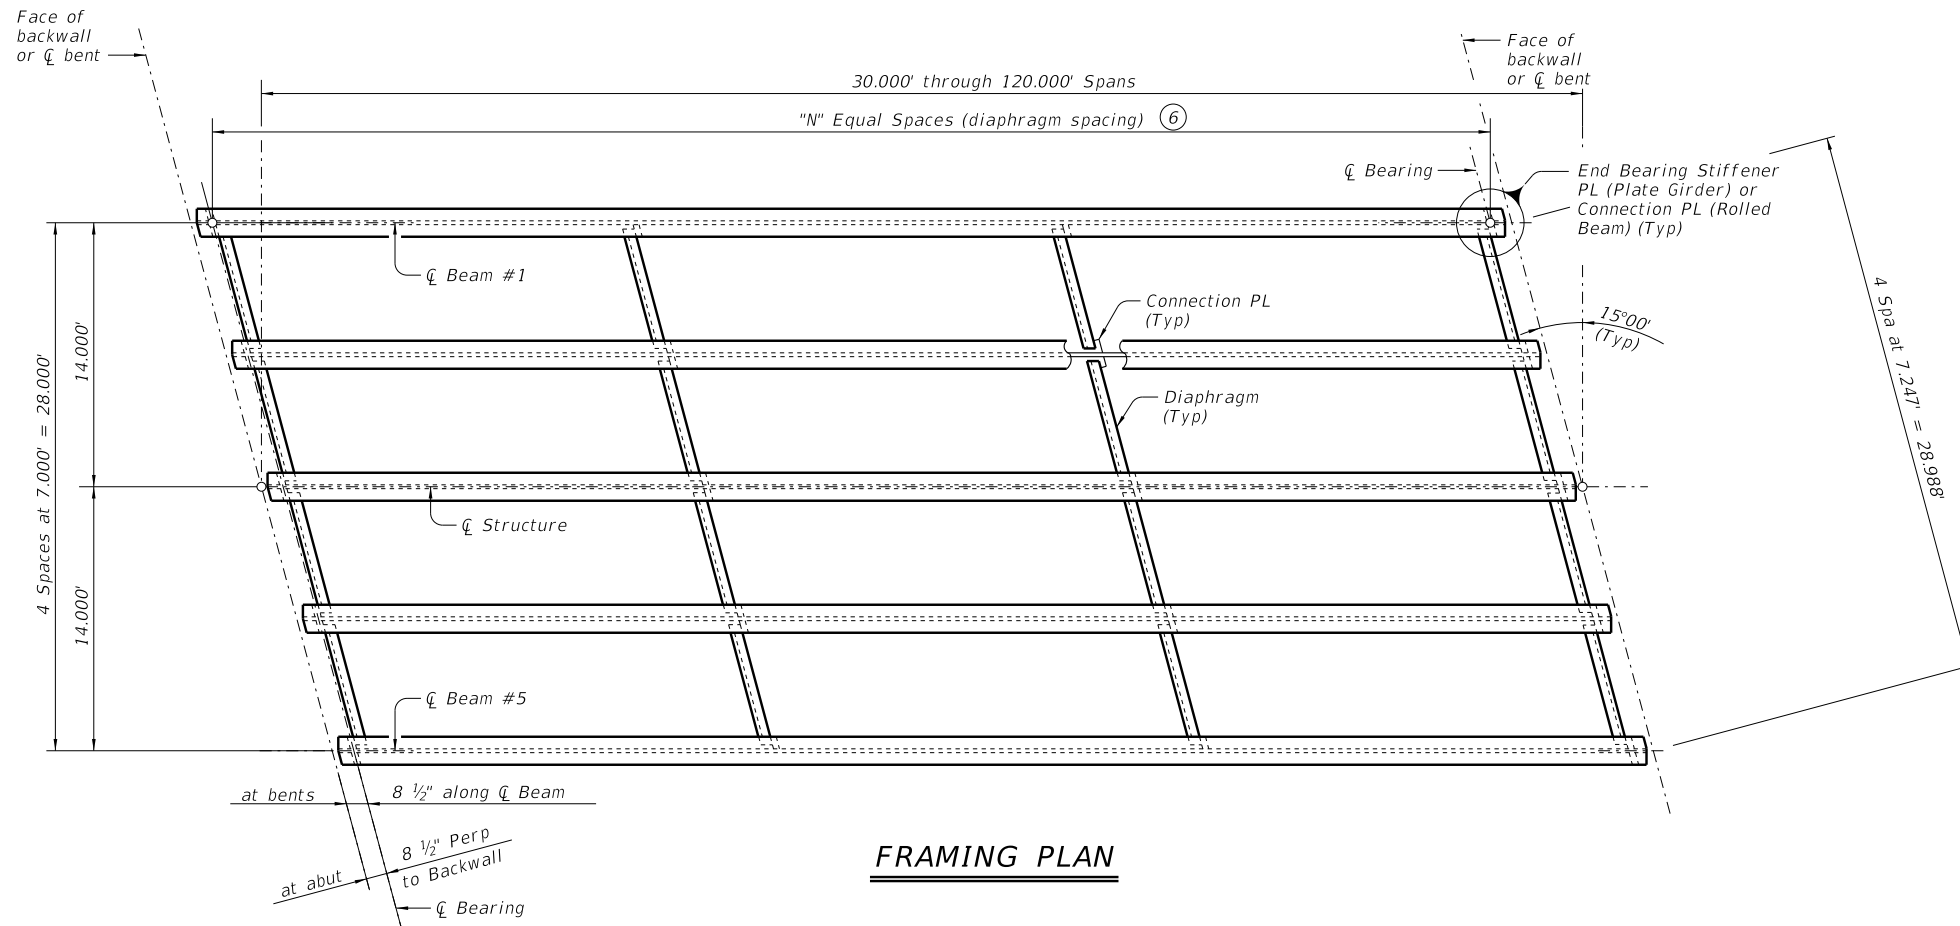 Face of
backwall
or ℄ bent
Face of
backwall
or ℄ bent
30.000' through 120.000' Spans
"N" Equal Spaces (diaphragm spacing) 6
℄ Bearing
End Bearing Stiffener
PL (Plate Girder) or
Connection PL (Rolled
Beam) (Typ)
℄ Beam #1
Connection PL
(Typ)
15°00'
(Typ)
4 Spa at 7.247' = 28.988'
14.000'
4 Spaces at 7.000' = 28.000'
Diaphragm
(Typ)
℄ Structure
14.000'
℄ Beam #5
at bents
8 ½" along ℄ Beam
8 ½" Perp
to Backwall
at abut
℄ Bearing
FRAMING PLAN